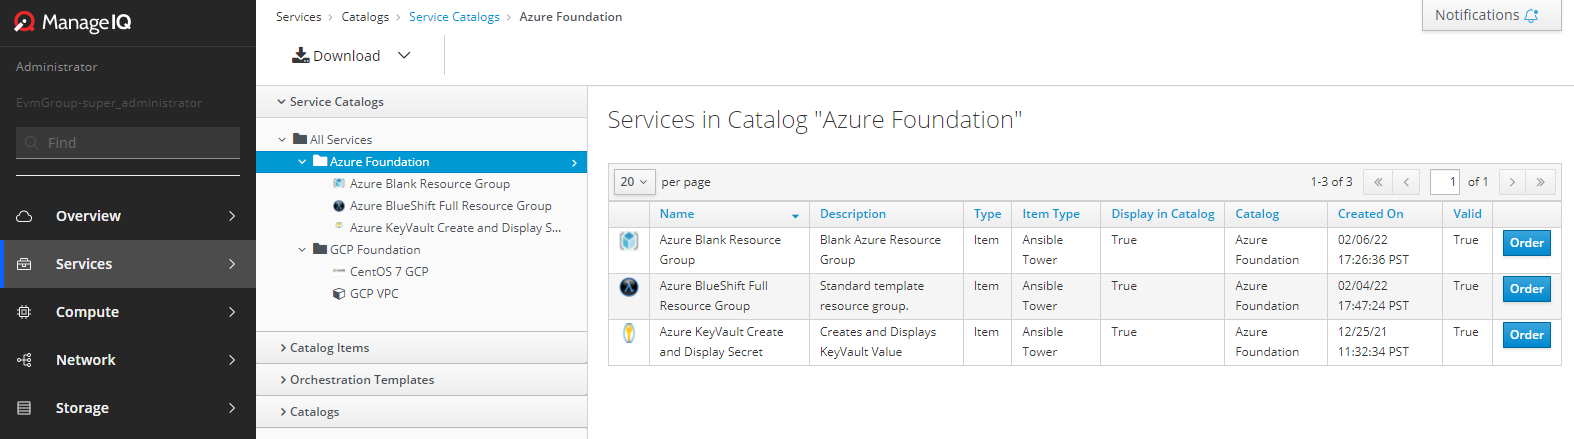 ManageIQ
Administrator
EvmGroup-super_administrator
Find
Overview
Services
Compute
Network
Storage
Services › Catalogs › Service Catalogs › Azure Foundation
Notifications
Download
Service Catalogs
All Services
Azure Foundation
Azure Blank Resource Group
Azure BlueShift Full Resource Group
Azure KeyVault Create and Display S...
GCP Foundation
CentOS 7 GCP
GCP VPC
Catalog Items
Orchestration Templates
Catalogs
Services in Catalog "Azure Foundation"
20 per page 1-3 of 3 1 of 1
Name Description Type Item Type Display in Catalog Catalog Created On Valid
Azure Blank Resource Blank Azure Resource Item Ansible True Azure 02/06/22 True Order
Group Group Tower Foundation 17:26:36 PST
Azure BlueShift Full Standard template Item Ansible True Azure 02/04/22 True Order
Resource Group resource group. Tower Foundation 17:47:24 PST
Azure KeyVault Create Creates and Displays Item Ansible True Azure 12/25/21 True Order
and Display Secret KeyVault Value Tower Foundation 11:32:34 PST